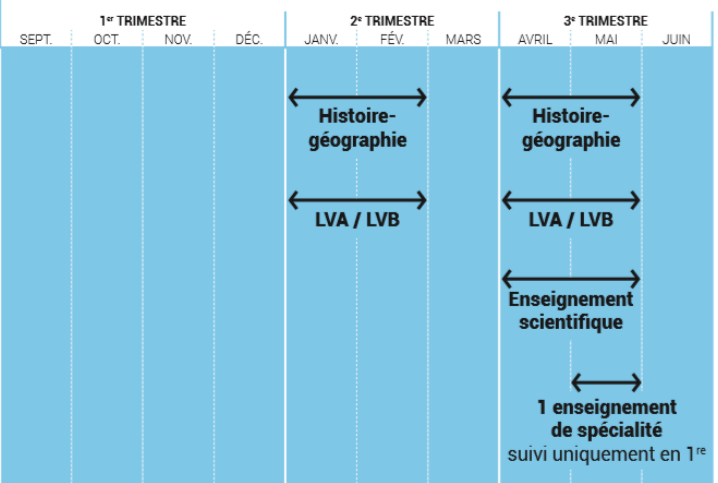 1er TRIMESTRE 2e TRIMESTRE 3e TRIMESTRE
SEPT. OCT. NOV. DÉC. JANV. FÉV. MARS AVRIL MAI JUIN
Histoire-
géographie
Histoire-
géographie
LVA / LVB
LVA / LVB
Enseignement
scientifique
1 enseignement
de spécialité
suivi uniquement en 1re